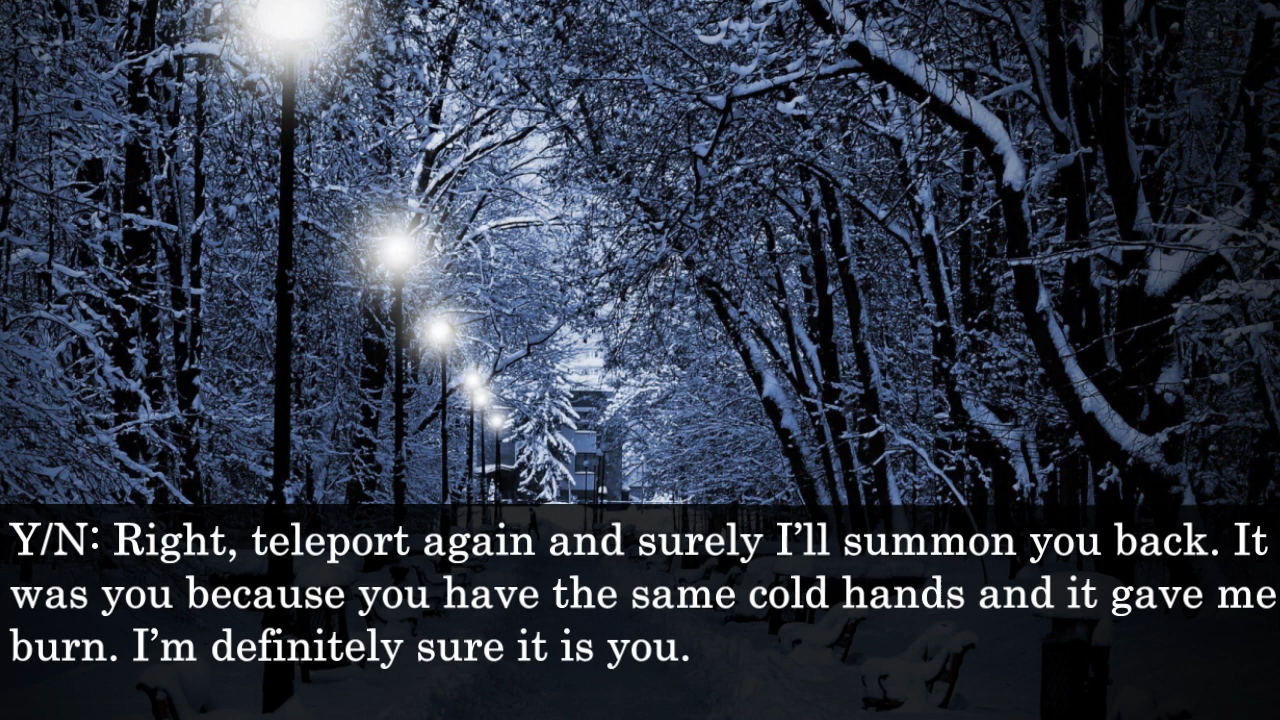 Y/N: Right, teleport again and surely I’ll summon you back. It
was you because you have the same cold hands and it gave me
burn. I’m definitely sure it is you.